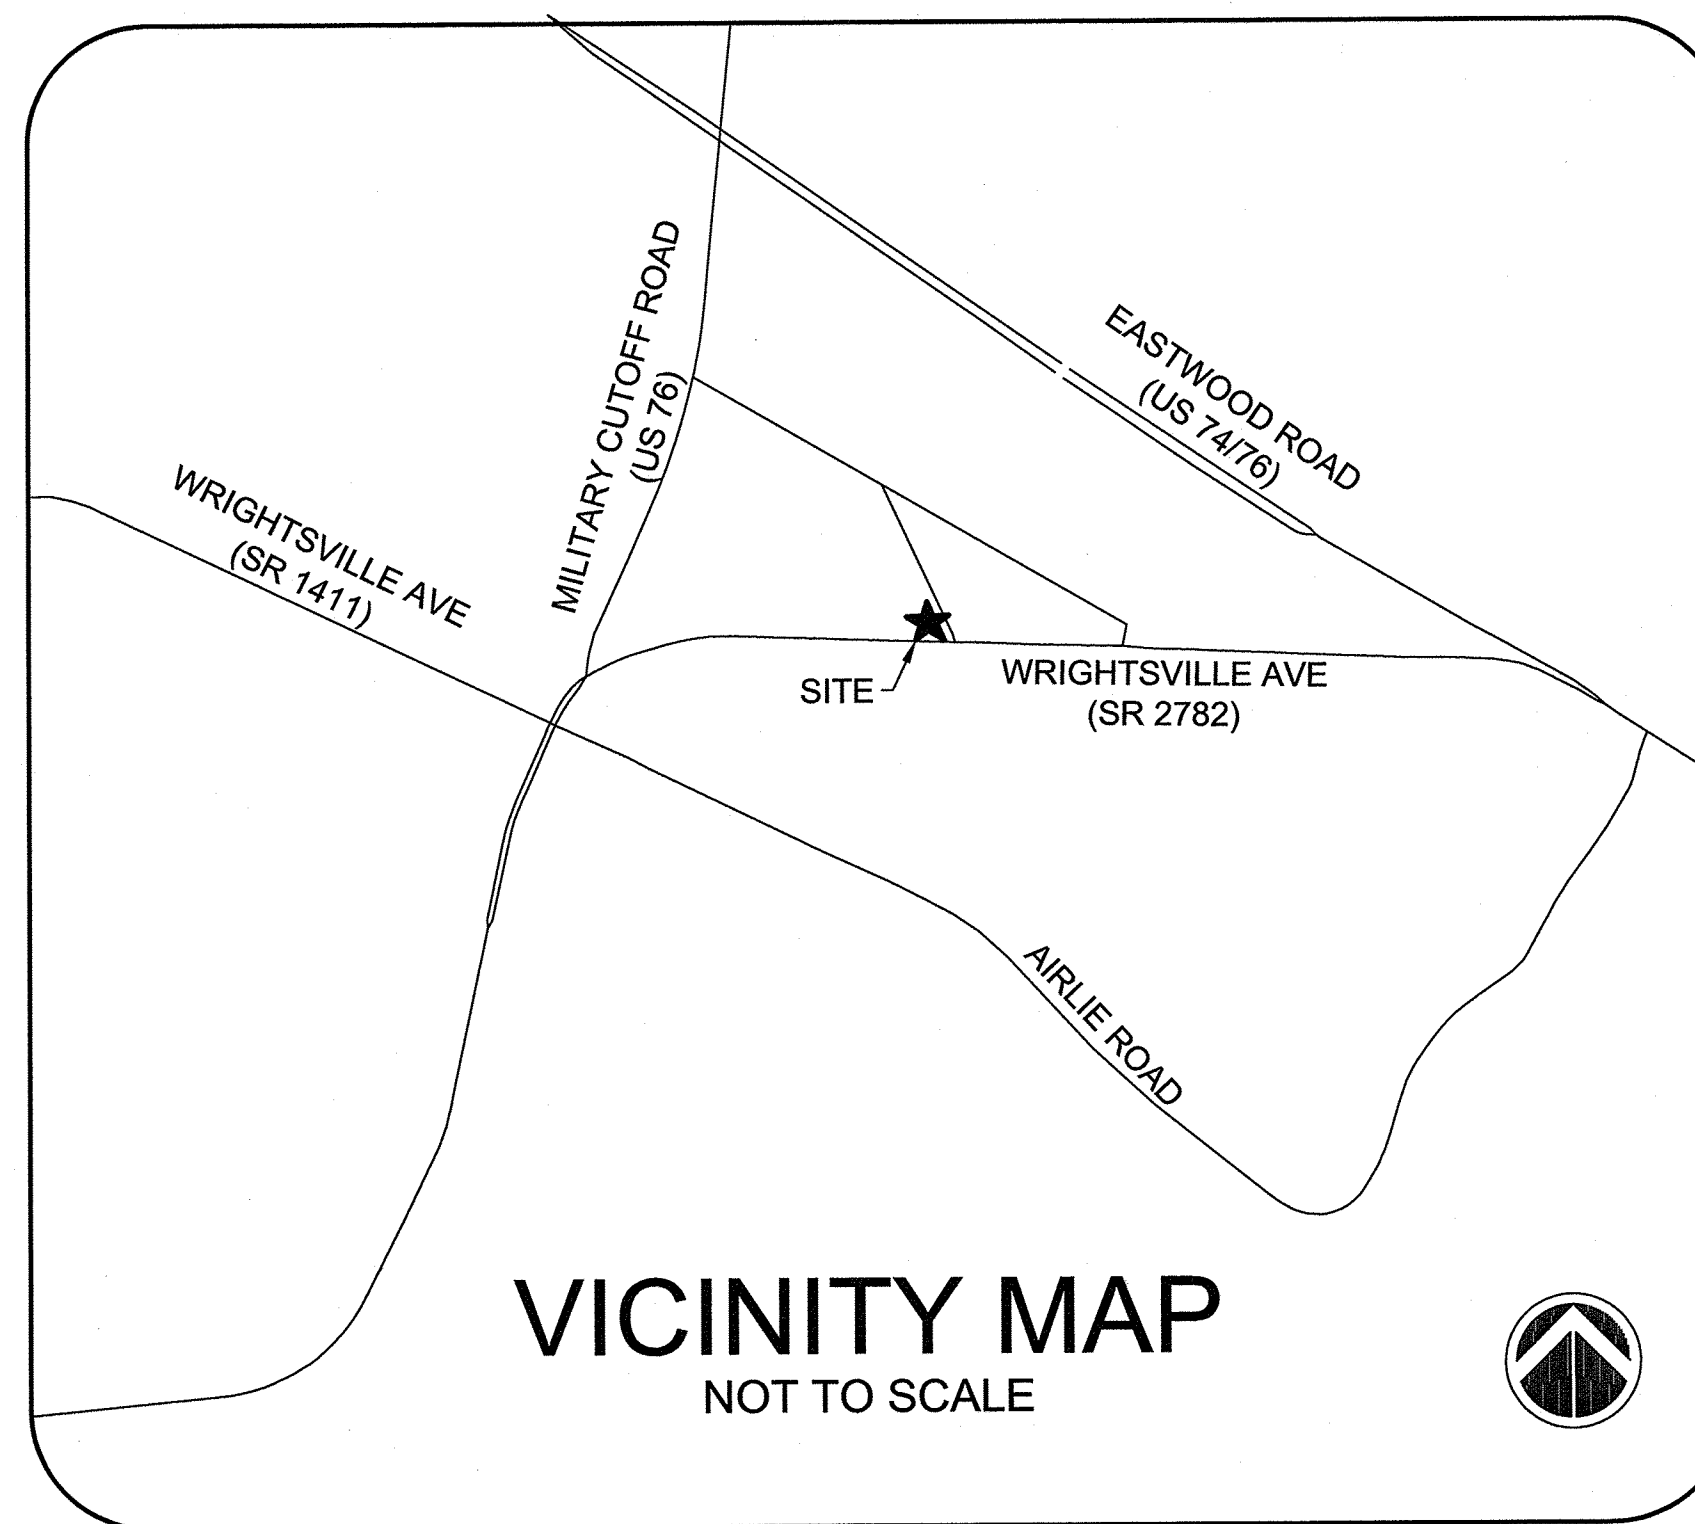 MILITARY CUTOFF ROAD
(US 76)
EASTWOOD ROAD
(US 74/76)
WRIGHTSVILLE AVE
(SR 1411)
SITE
WRIGHTSVILLE AVE
(SR 2782)
AIRLIE ROAD
VICINITY MAP
NOT TO SCALE